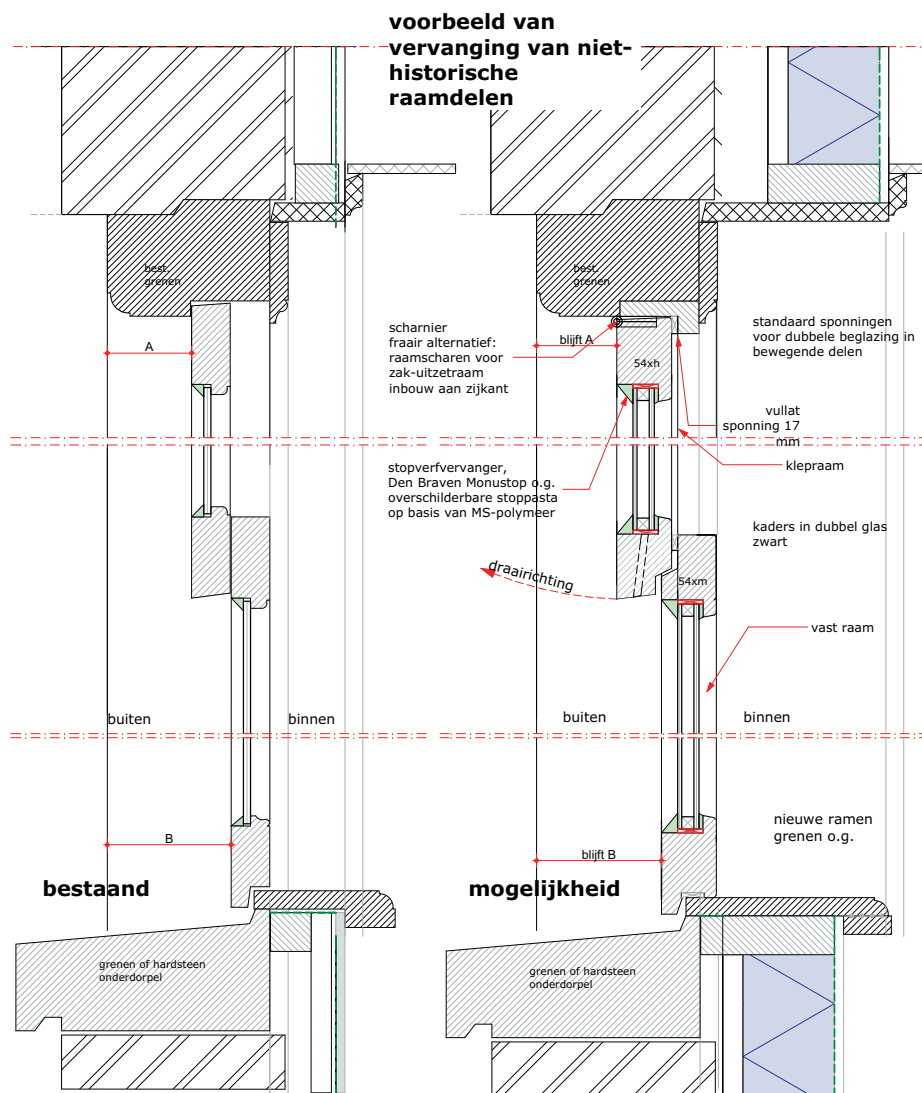 voorbeeld van
vervanging van niet-
historische
raamdelen
best.
grenen
A
buiten
binnen
B
bestaand
grenen of hardsteen
onderdorpel
best.
grenen
scharnier
fraair alternatief:
raamscharen voor
zak-uitzetraam
inbouw aan zijkant
blijft A
54xh
standaard sponningen
voor dubbele beglazing in
bewegende delen
vullat
sponning 17
mm
klepraam
stopverfvervanger,
Den Braven Monustop o.g.
overschilderbare stoppasta
op basis van MS-polymeer
kaders in dubbel glas
zwart
draairichting
54xm
vast raam
buiten
binnen
nieuwe ramen
grenen o.g.
blijft B
mogelijkheid
grenen of hardsteen
onderdorpel